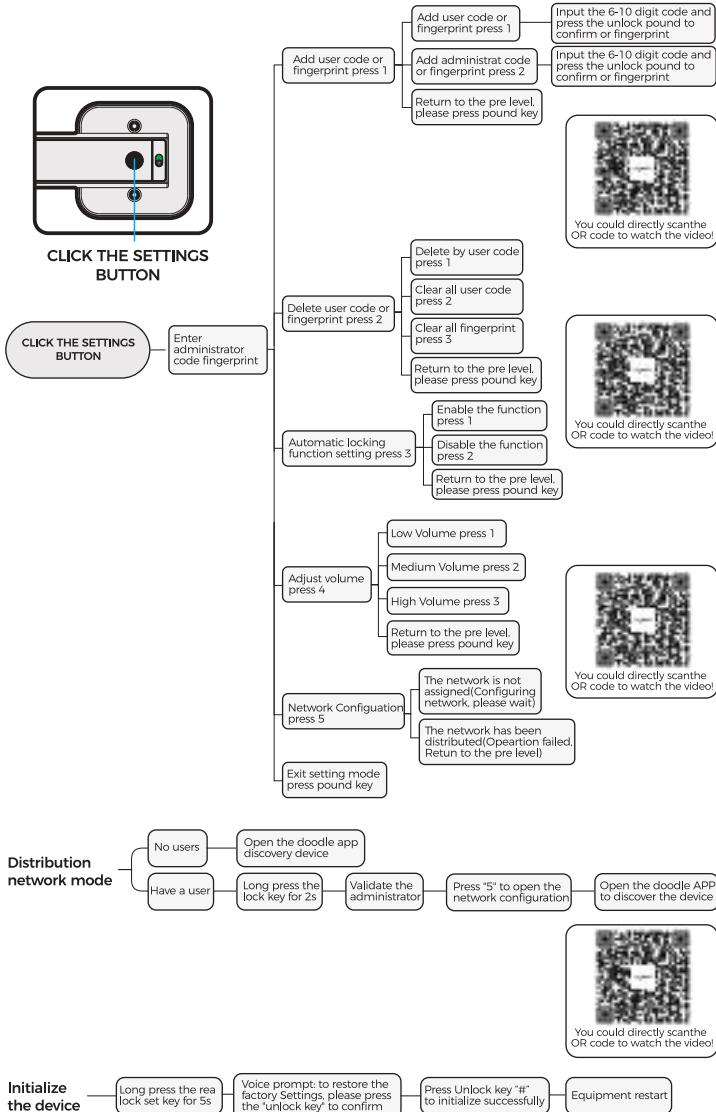 Add user code or
fingerprint press 1
Input the 6-10 digit code and
press the unlock pound to
confirm or fingerprint
Add user code or
fingerprint press 1
Add administrat code
or fingerprint press 2
Input the 6-10 digit code and
press the unlock pound to
confirm or fingerprint
Return to the pre level,
please press pound key
CLICK THE SETTINGS
BUTTON
You could directly scanthe
OR code to watch the video!
CLICK THE SETTINGS
BUTTON
Enter
administrator
code fingerprint
Delete user code or
fingerprint press 2
Delete by user code
press 1
Clear all user code
press 2
Clear all fingerprint
press 3
Return to the pre level,
please press pound key
You could directly scanthe
OR code to watch the video!
Automatic locking
function setting press 3
Enable the function
press 1
Disable the function
press 2
Return to the pre level,
please press pound key
Adjust volume
press 4
Low Volume press 1
Medium Volume press 2
High Volume press 3
Return to the pre level,
please press pound key
You could directly scanthe
OR code to watch the video!
Network Configuation
press 5
The network is not
assigned(Configuring
network, please wait)
The network has been
distributed(Opeartion failed,
Retun to the pre level)
Exit setting mode
press pound key
Distribution
network mode
No users
Open the doodle app
discovery device
Have a user
Long press the
lock key for 2s
Validate the
administrator
Press "5" to open the
network configuration
Open the doodle APP
to discover the device
You could directly scanthe
OR code to watch the video!
Initialize
the device
Long press the rea
lock set key for 5s
Voice prompt: to restore the
factory Settings, please press
the "unlock key" to confirm
Press Unlock key "#"
to initialize successfully
Equipment restart